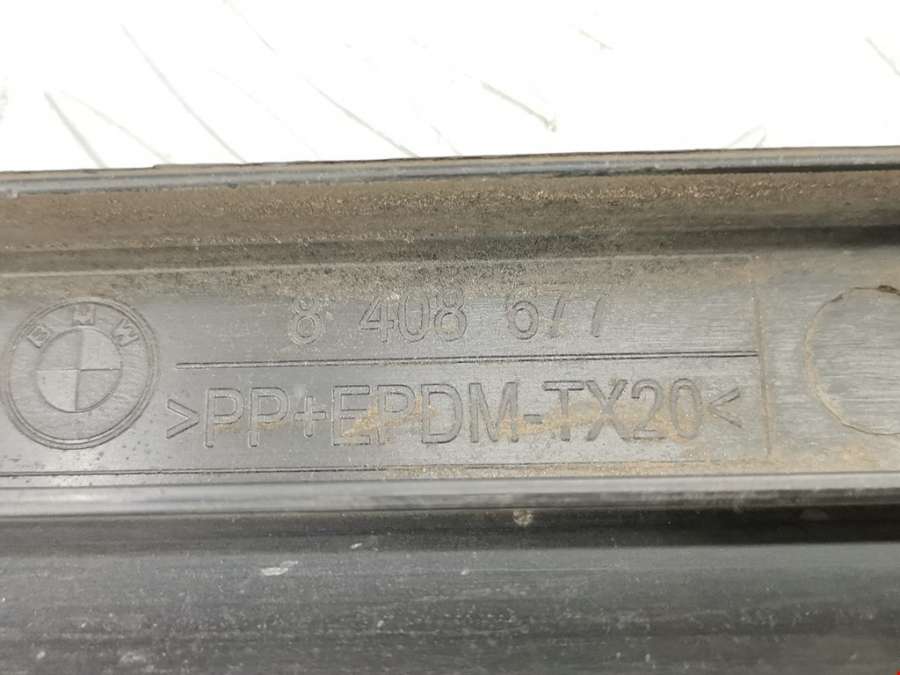 BMW
8 408 677
>PP+EPDM-TX20<